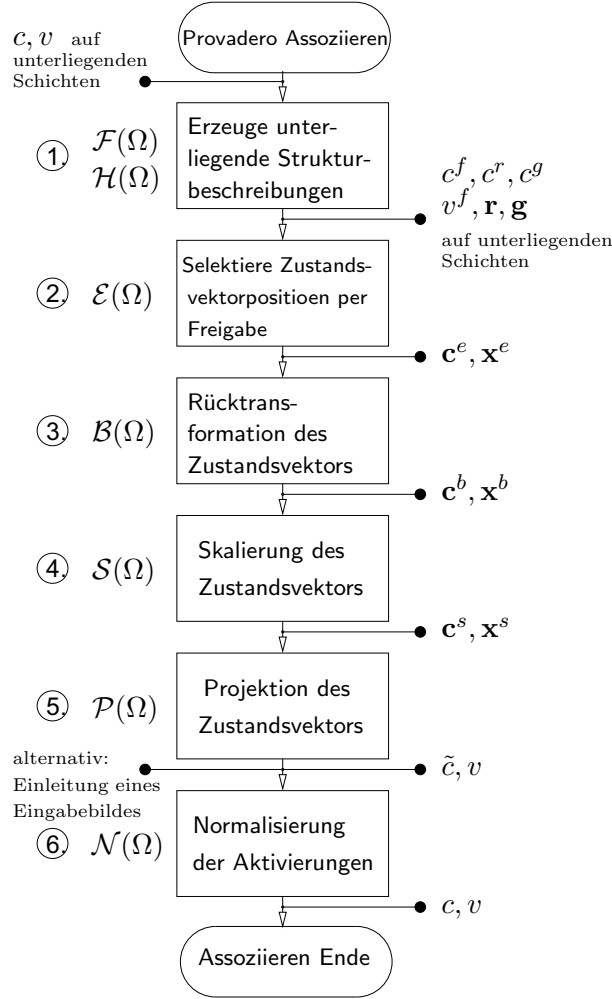 Provadero Assoziieren
c, v auf
unterliegenden
Schichten
1.
F(Ω)
H(Ω)
Erzeuge unter-
liegende Struktur-
beschreibungen
c^f, c^r, c^g
v^f, r, g
auf unterliegenden
Schichten
2.
E(Ω)
Selektiere Zustands-
vektorpositioen per
Freigabe
c^e, x^e
3.
B(Ω)
Rücktrans-
formation des
Zustandsvektors
c^b, x^b
4.
S(Ω)
Skalierung des
Zustandsvektors
c^s, x^s
5.
P(Ω)
Projektion des
Zustandsvektors
alternativ:
Einleitung eines
Eingabebildes
c̃, v
6.
N(Ω)
Normalisierung
der Aktivierungen
c, v
Assoziieren Ende